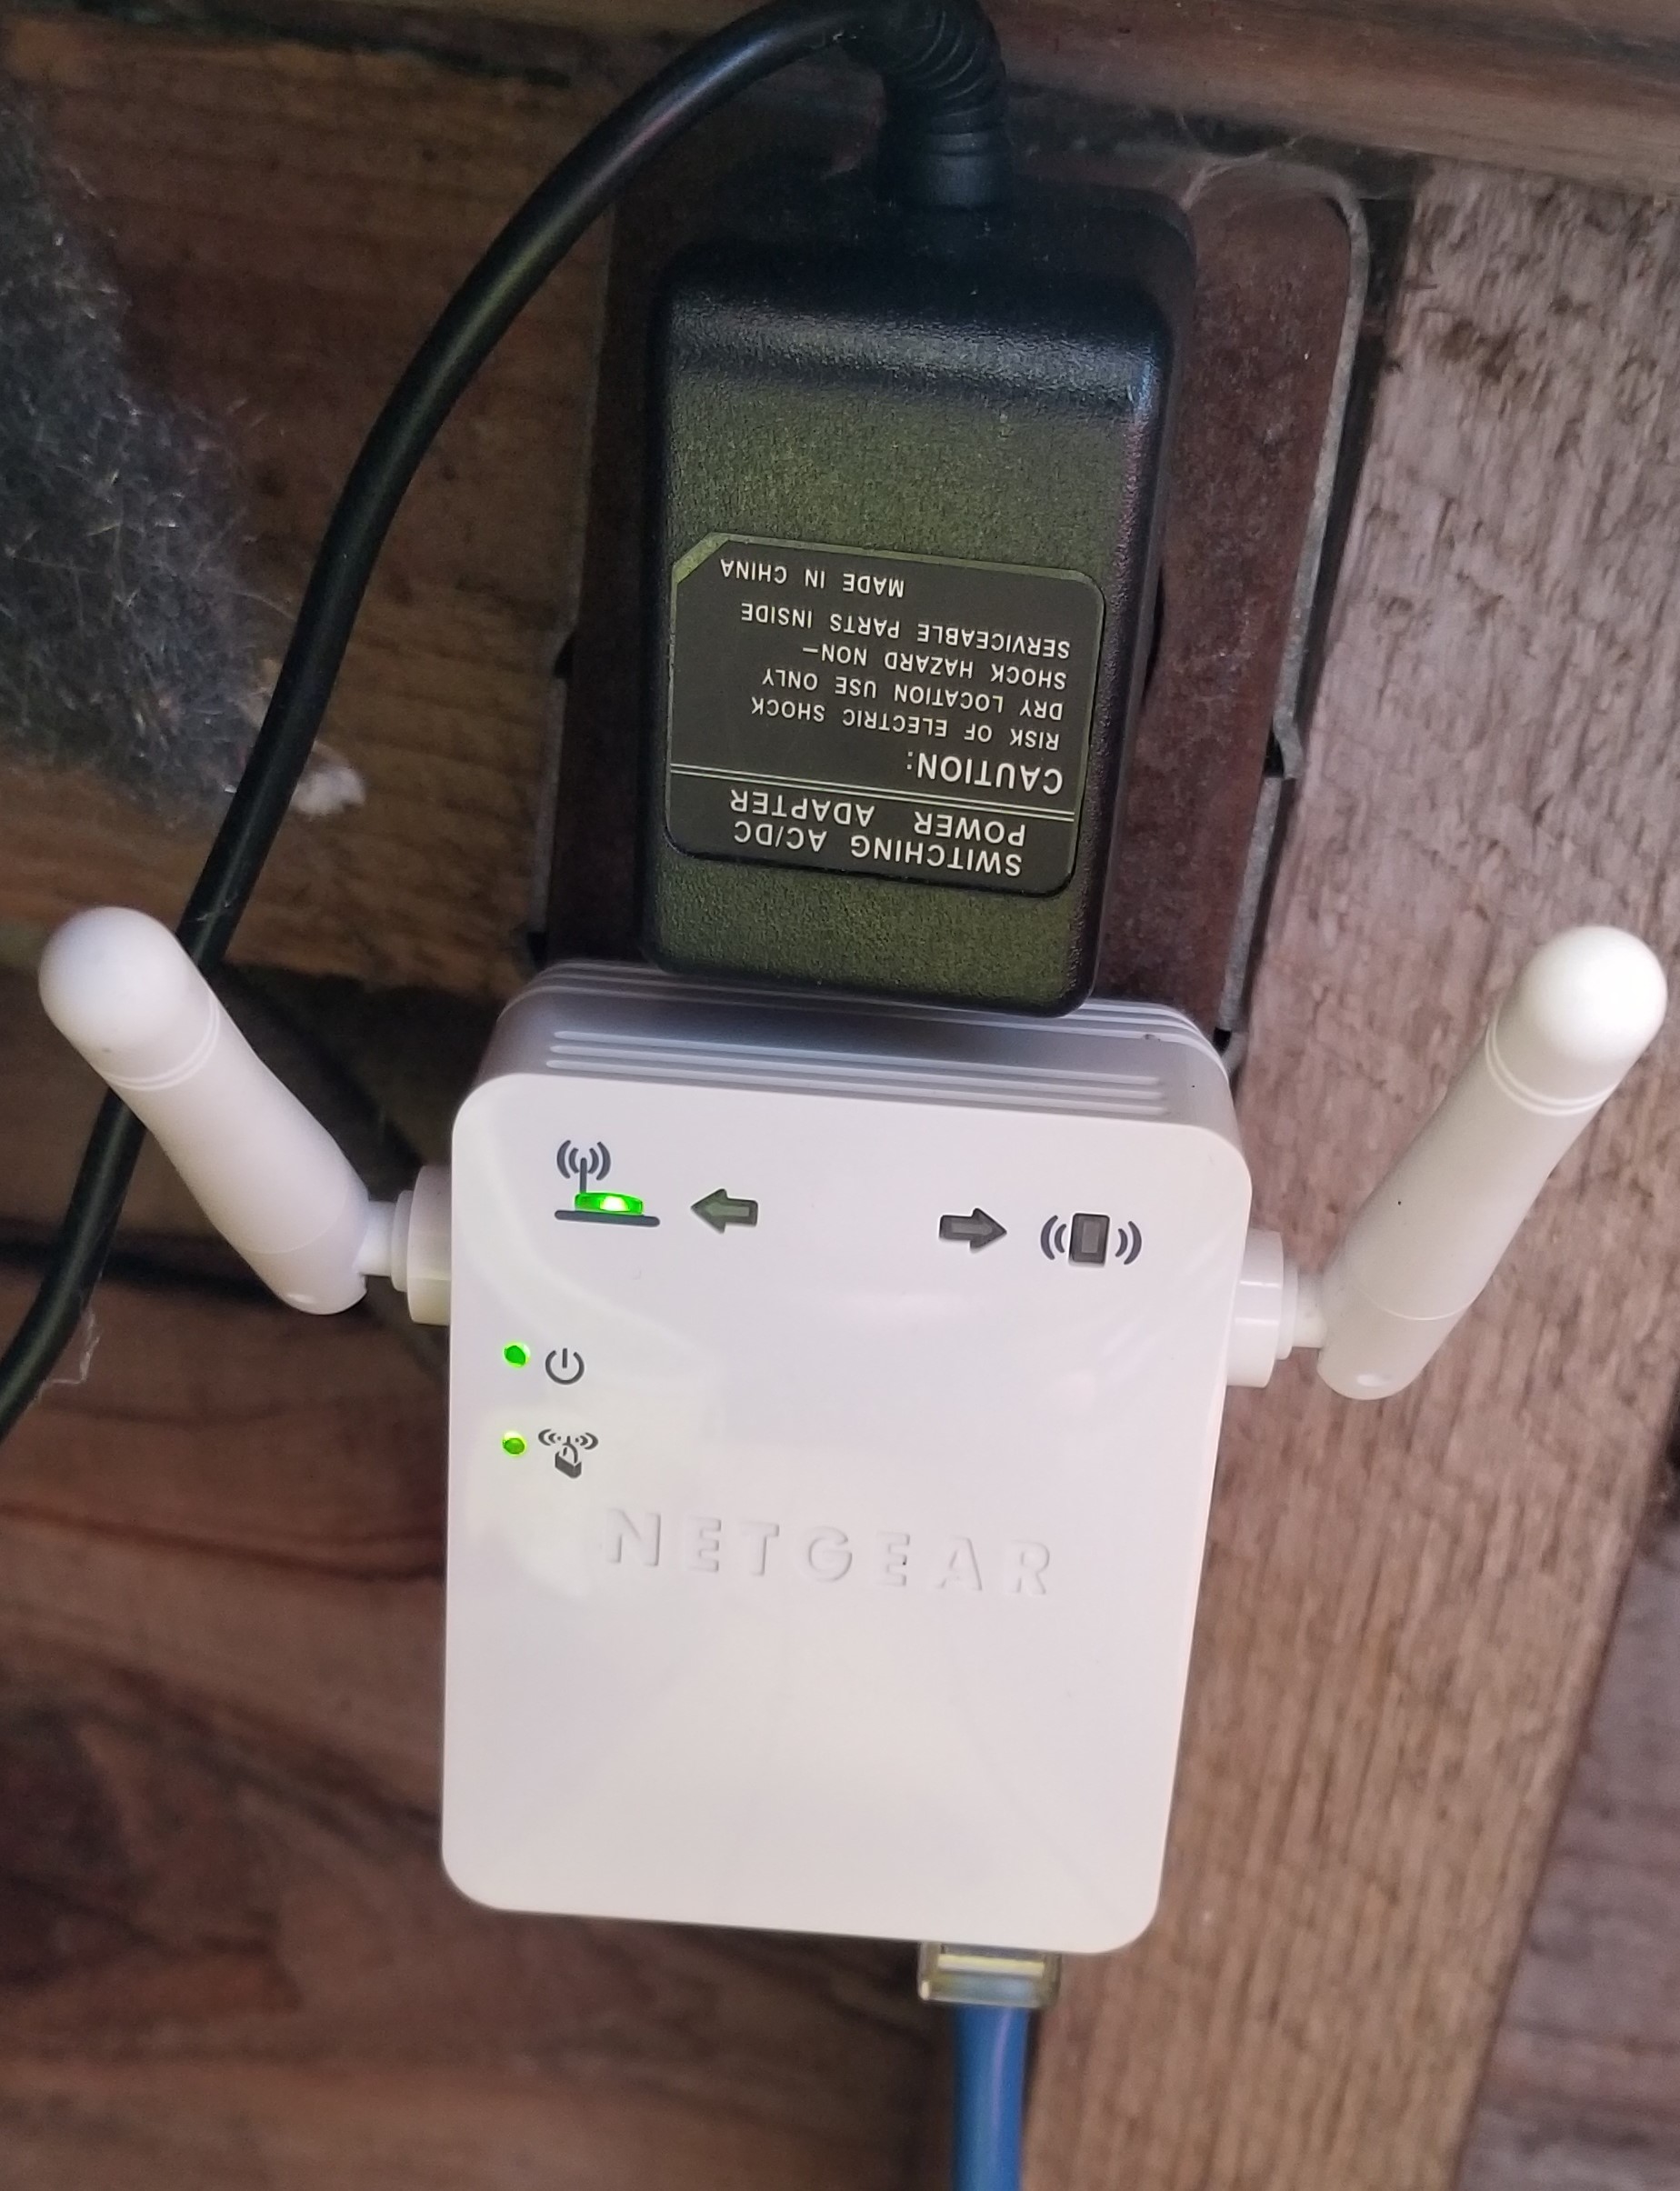 SWITCHING AC/DC
POWER ADAPTER
CAUTION:
RISK OF ELECTRIC SHOCK
DRY LOCATION USE ONLY
SHOCK HAZARD NON-
SERVICEABLE PARTS INSIDE
MADE IN CHINA
NETGEAR